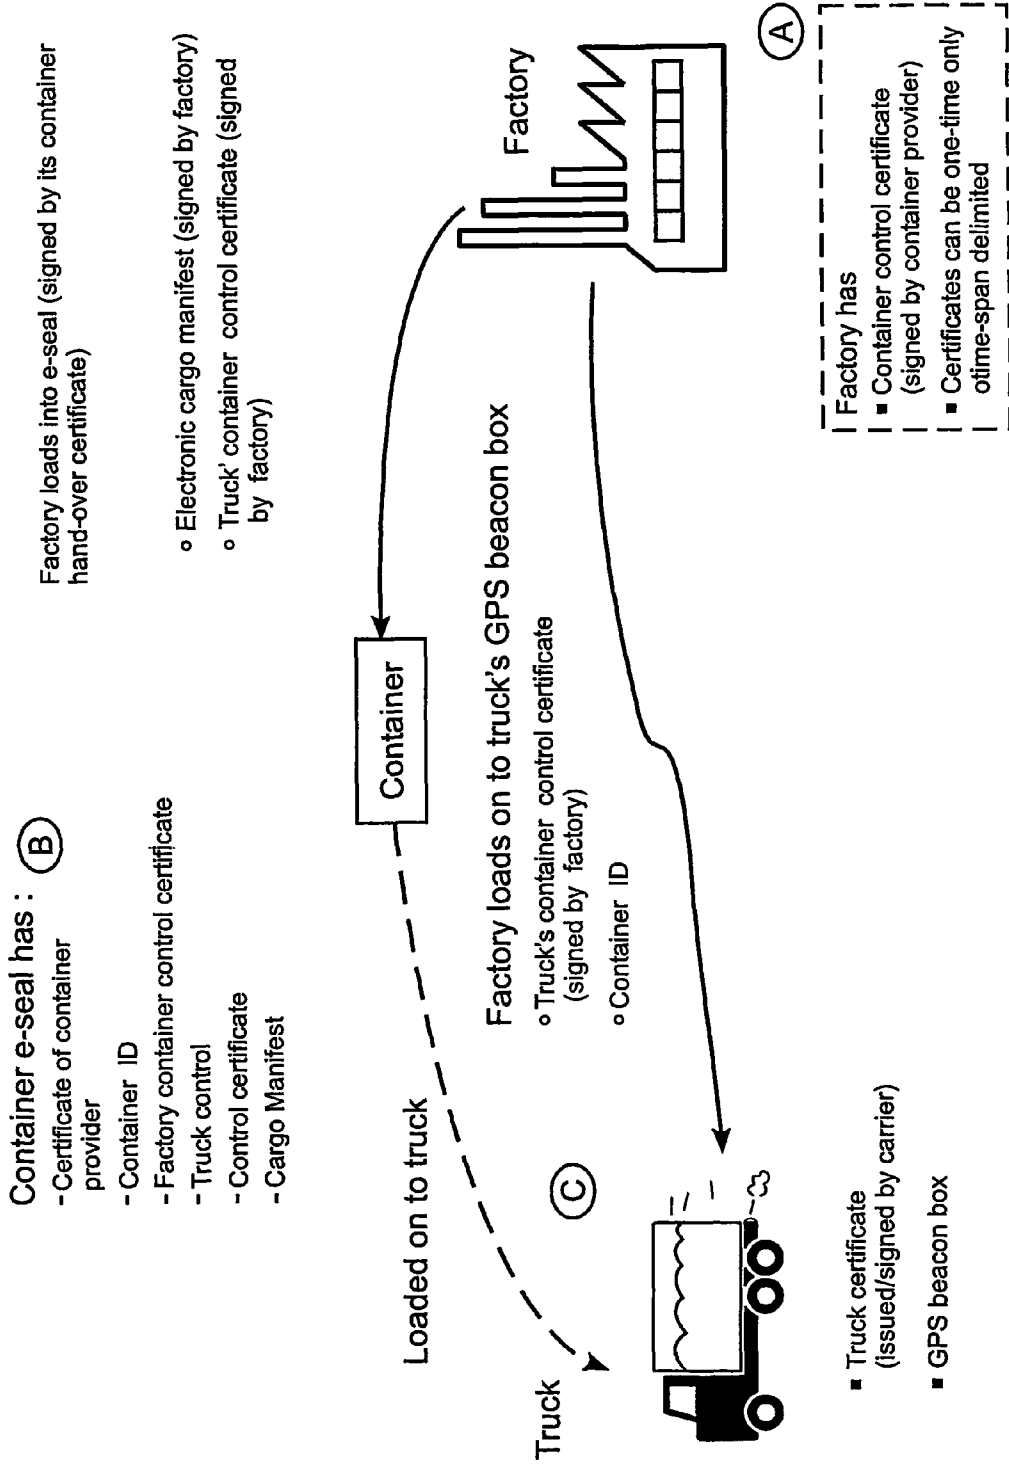 Container e-seal has :
B
- Certificate of container
provider
- Container ID
- Factory container control certificate
- Truck control
- Control certificate
- Cargo Manifest
Factory loads into e-seal (signed by its container
hand-over certificate)
o Electronic cargo manifest (signed by factory)
o Truck' container control certificate (signed
by factory)
Container
Factory
Loaded on to truck
Factory loads on to truck's GPS beacon box
o Truck's container control certificate
(signed by factory)
o Container ID
Truck
C
▪ Truck certificate
(issued/signed by carrier)
▪ GPS beacon box
A
Factory has
▪ Container control certificate
(signed by container provider)
▪ Certificates can be one-time only
otime-span delimited